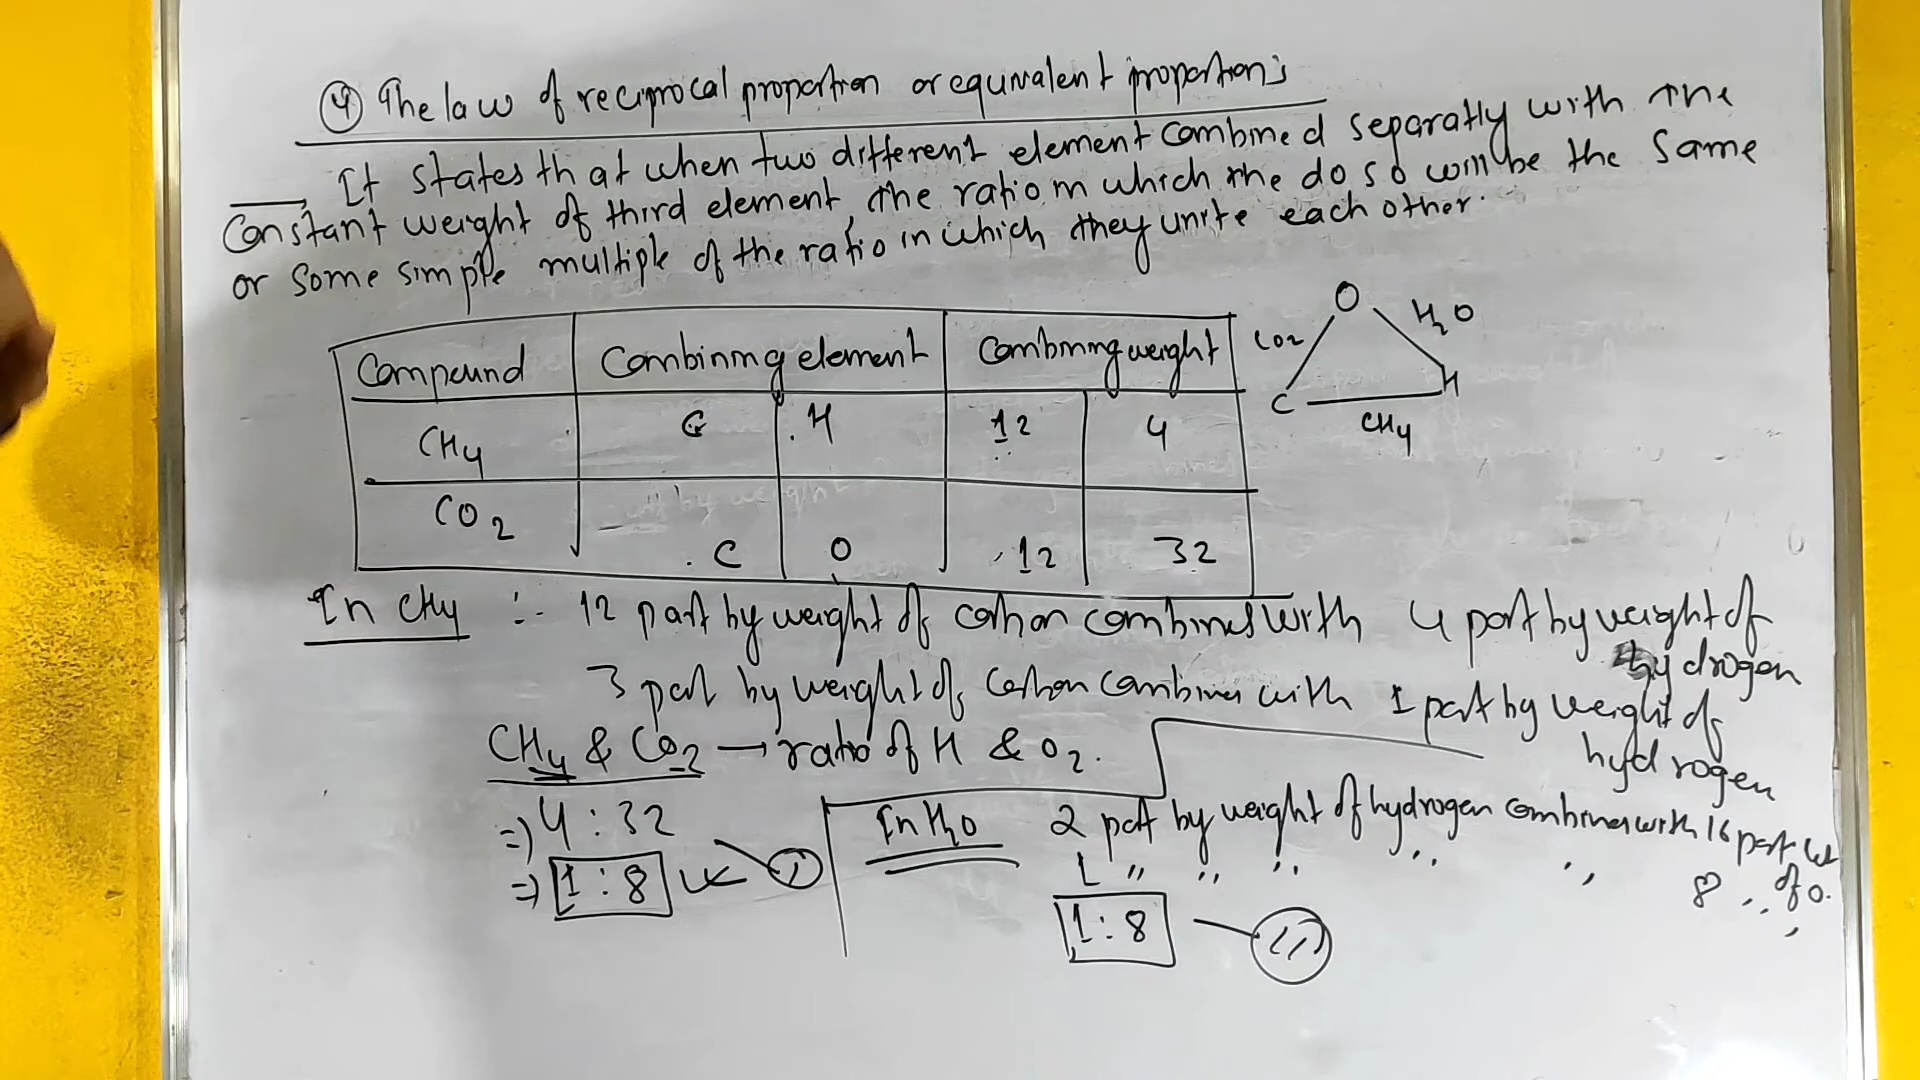 ④ The law of reciprocal proportion or equivalent proportions
It states that when two different element combined separatly with the
Constant weight of third element, the ratio in which the do so will be the same
or some simple multiple of the ratio in which they unite each other.
Compound Combining element Combining weight
CH4 C H 12 4
CO2 C O 12 32
O
CO2 H2O
C H
CH4
In CH4 :- 12 part by weight of carbon combines with 4 part by weight of
hydrogen
3 part by weight of carbon combines with 1 part by weight of
hydrogen
CH4 & CO2 → ratio of H & O2.
⇒ 4 : 32
⇒ 1 : 8 I
In H2O 2 part by weight of hydrogen combines with 16 part wt
of O.
1 " " " " " 8 "
1 : 8 II